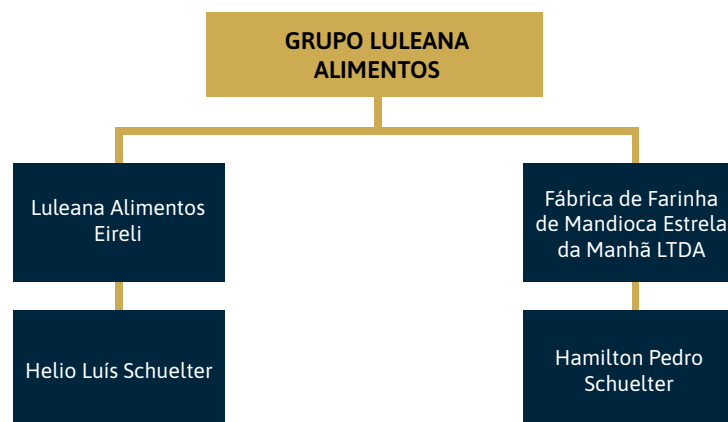 GRUPO LULEANA
ALIMENTOS
Luleana Alimentos
Eireli
Fábrica de Farinha
de Mandioca Estrela
da Manhã LTDA
Helio Luís Schuelter
Hamilton Pedro
Schuelter